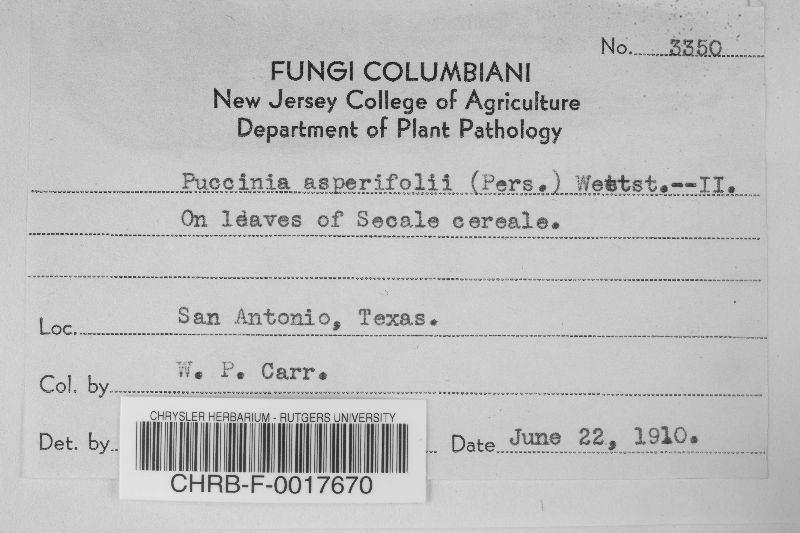 No. 3350
FUNGI COLUMBIANI
New Jersey College of Agriculture
Department of Plant Pathology
Puccinia asperifolii (Pers.) Wettst.--II.
On leaves of Secale cereale.
Loc. San Antonio, Texas.
Col. by W. P. Carr.
Det. by
Date June 22, 1910.
CHRYSLER HERBARIUM - RUTGERS UNIVERSITY
CHRB-F-0017670